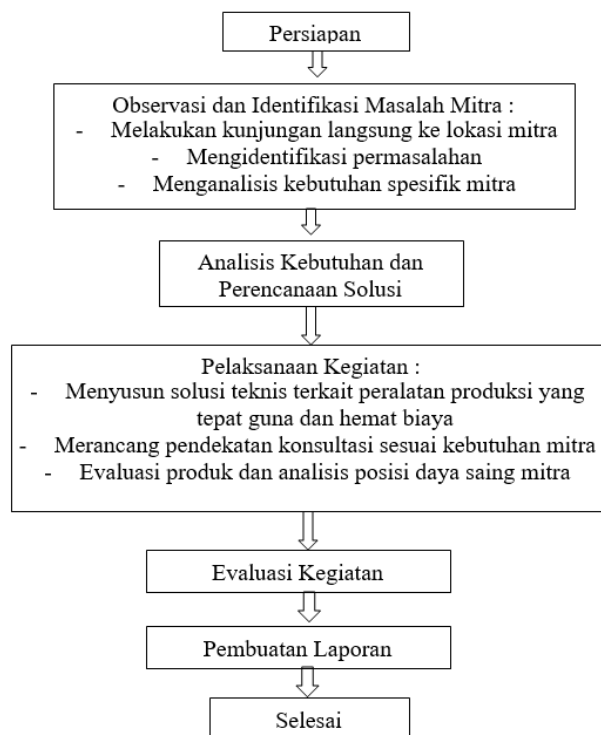 Persiapan
Observasi dan Identifikasi Masalah Mitra :
- Melakukan kunjungan langsung ke lokasi mitra
- Mengidentifikasi permasalahan
- Menganalisis kebutuhan spesifik mitra
Analisis Kebutuhan dan
Perencanaan Solusi
Pelaksanaan Kegiatan :
- Menyusun solusi teknis terkait peralatan produksi yang
tepat guna dan hemat biaya
- Merancang pendekatan konsultasi sesuai kebutuhan mitra
- Evaluasi produk dan analisis posisi daya saing mitra
Evaluasi Kegiatan
Pembuatan Laporan
Selesai